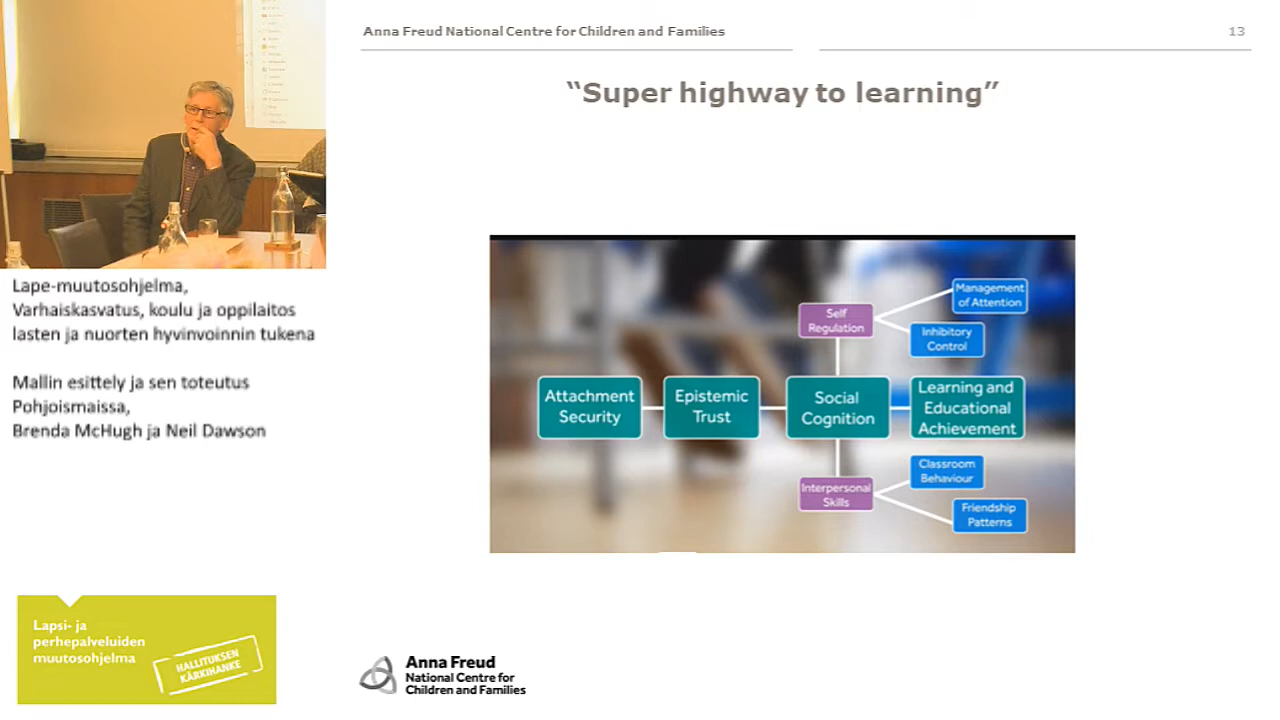 Anna Freud National Centre for Children and Families
13
“Super highway to learning”
Lape-muutosohjelma,
Varhaiskasvatus, koulu ja oppilaitos
lasten ja nuorten hyvinvoinnin tukena
Mallin esittely ja sen toteutus
Pohjoismaissa,
Brenda McHugh ja Neil Dawson
Attachment
Security
Epistemic
Trust
Social
Cognition
Learning and
Educational
Achievement
Self
Regulation
Management
of Attention
Inhibitory
Control
Interpersonal
Skills
Classroom
Behaviour
Friendship
Patterns
Lapsi- ja
perhepalveluiden
muutosohjelma
HALLITUKSEN
KÄRKIHANKE
Anna Freud
National Centre for
Children and Families